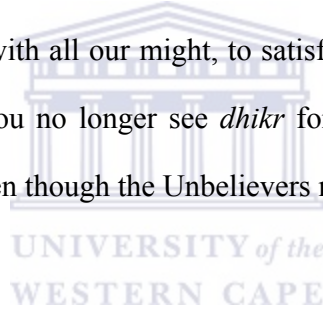 with all our might, to satisf
ou no longer see dhikr fo
en though the Unbelievers
UNIVERSITY of the
WESTERN CAPE